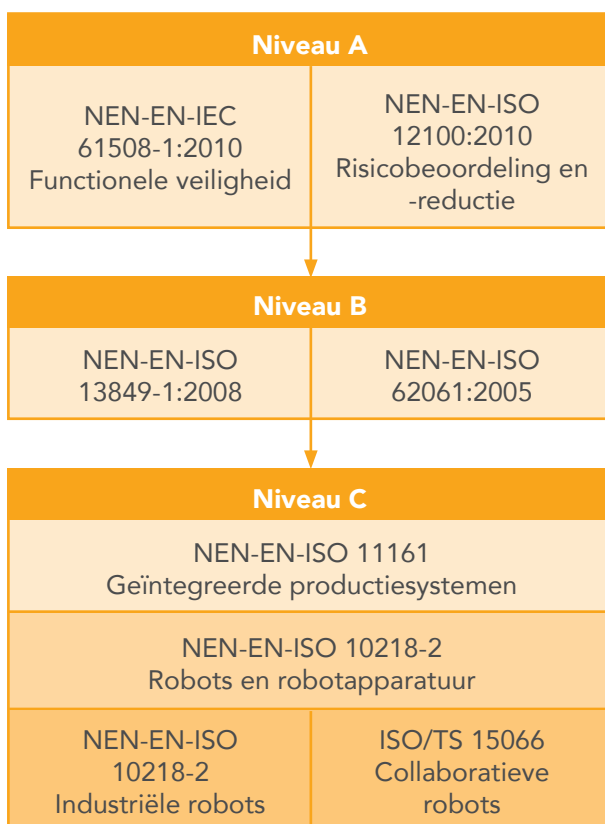 Niveau A
NEN-EN-IEC
61508-1:2010
Functionele veiligheid
NEN-EN-ISO
12100:2010
Risicobeoordeling en
-reductie
Niveau B
NEN-EN-ISO
13849-1:2008
NEN-EN-ISO
62061:2005
Niveau C
NEN-EN-ISO 11161
Geïntegreerde productiesystemen
NEN-EN-ISO 10218-2
Robots en robotapparatuur
NEN-EN-ISO
10218-2
Industriële robots
ISO/TS 15066
Collaboratieve
robots